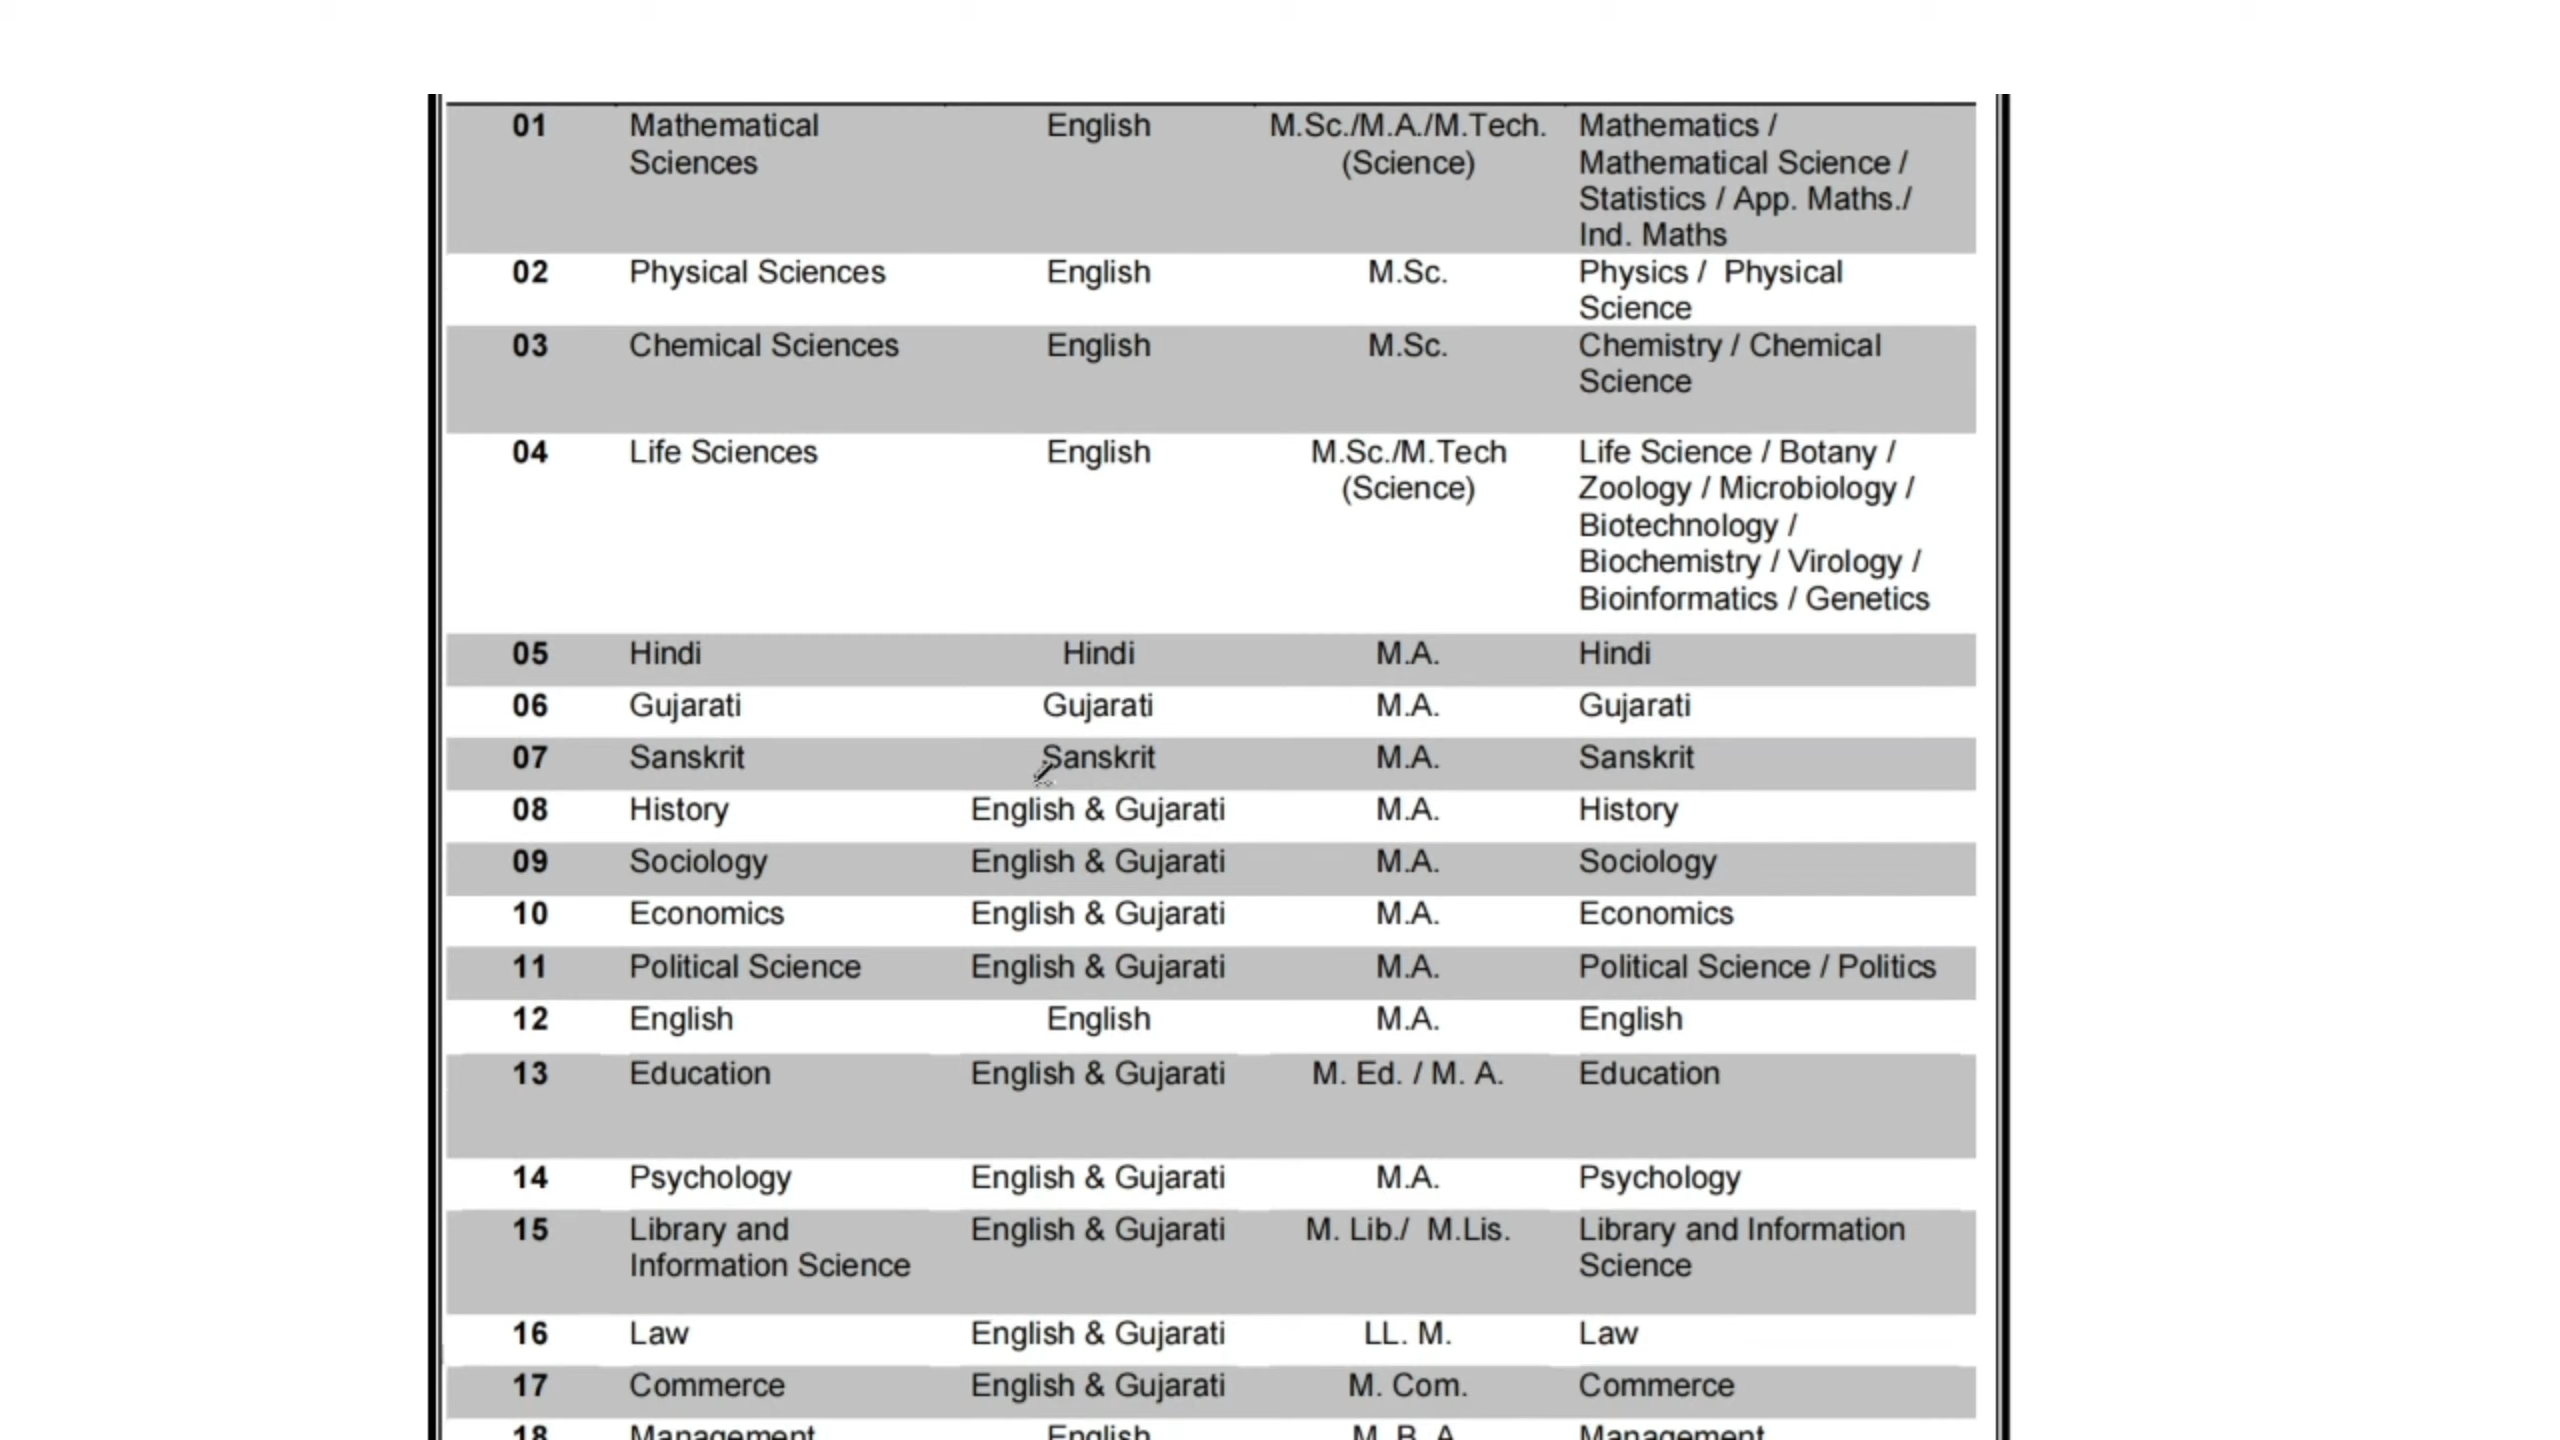 01 Mathematical English M.Sc./M.A./M.Tech. Mathematics /
Sciences (Science) Mathematical Science /
Statistics / App. Maths./
Ind. Maths
02 Physical Sciences English M.Sc. Physics / Physical
Science
03 Chemical Sciences English M.Sc. Chemistry / Chemical
Science
04 Life Sciences English M.Sc./M.Tech Life Science / Botany /
(Science) Zoology / Microbiology /
Biotechnology /
Biochemistry / Virology /
Bioinformatics / Genetics
05 Hindi Hindi M.A. Hindi
06 Gujarati Gujarati M.A. Gujarati
07 Sanskrit Sanskrit M.A. Sanskrit
08 History English & Gujarati M.A. History
09 Sociology English & Gujarati M.A. Sociology
10 Economics English & Gujarati M.A. Economics
11 Political Science English & Gujarati M.A. Political Science / Politics
12 English English M.A. English
13 Education English & Gujarati M. Ed. / M. A. Education
14 Psychology English & Gujarati M.A. Psychology
15 Library and English & Gujarati M. Lib./ M.Lis. Library and Information
Information Science Science
16 Law English & Gujarati LL. M. Law
17 Commerce English & Gujarati M. Com. Commerce
18 Management English M. B. A. Management